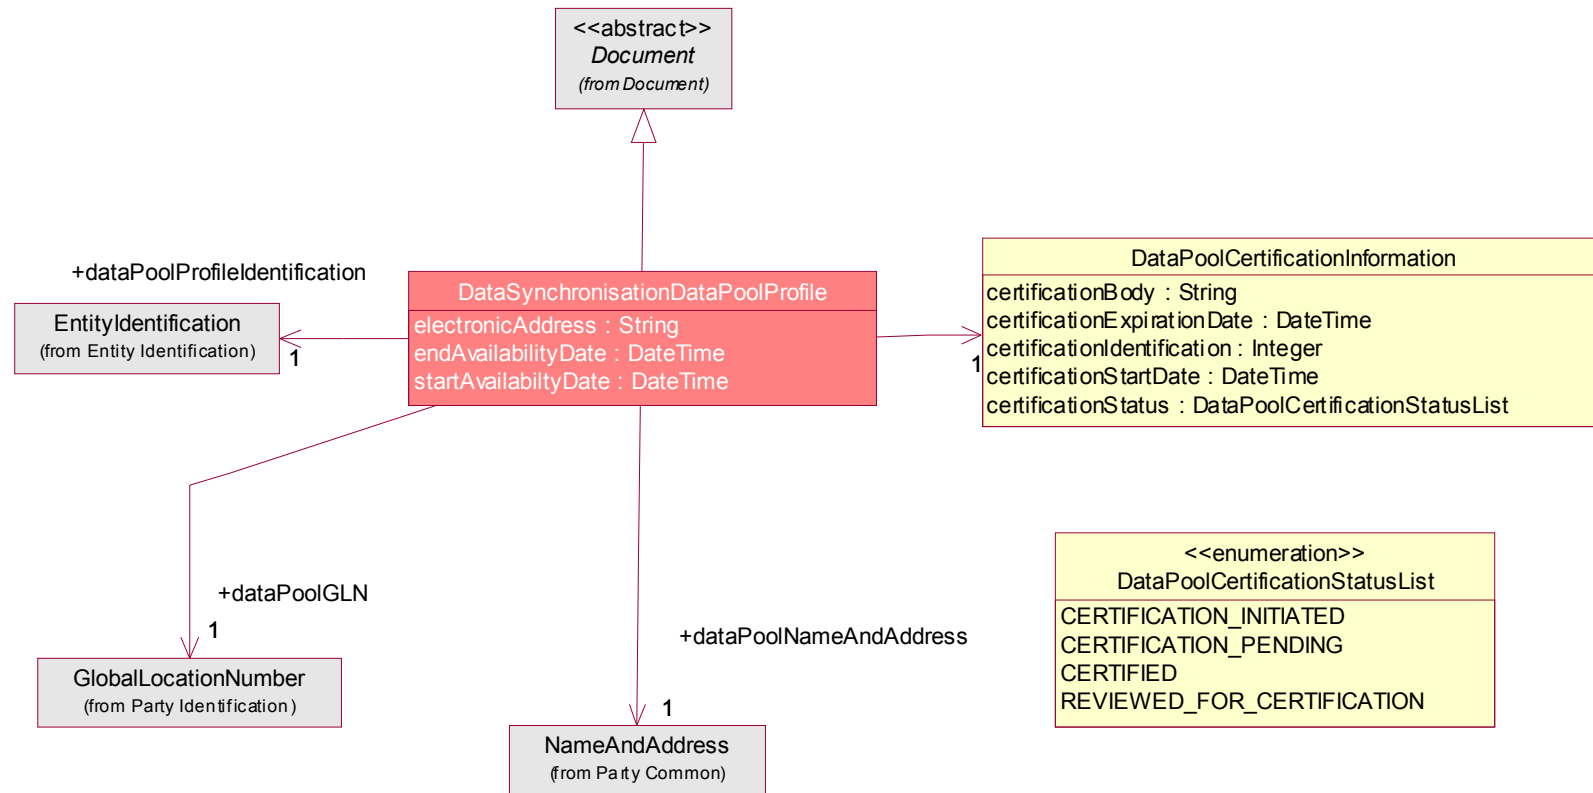 <<abstract>>
Document
(from Document)
+dataPoolProfileIdentification
EntityIdentification
(from Entity Identification)
1
DataSynchronisationDataPoolProfile
electronicAddress : String
endAvailabilityDate : DateTime
startAvailabiltyDate : DateTime
DataPoolCertificationInformation
certificationBody : String
certificationExpirationDate : DateTime
certificationIdentification : Integer
certificationStartDate : DateTime
certificationStatus : DataPoolCertificationStatusList
1
+dataPoolGLN
1
GlobalLocationNumber
(from Party Identification)
+dataPoolNameAndAddress
1
NameAndAddress
(from Party Common)
<<enumeration>>
DataPoolCertificationStatusList
CERTIFICATION_INITIATED
CERTIFICATION_PENDING
CERTIFIED
REVIEWED_FOR_CERTIFICATION